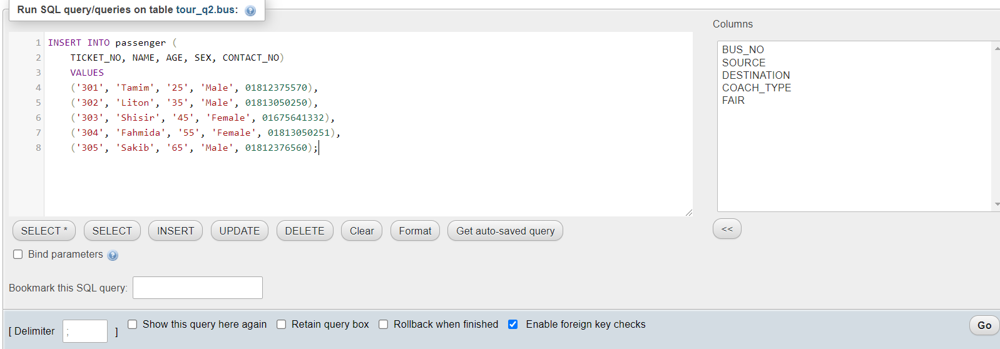 Run SQL query/queries on table tour_q2.bus:
Columns
1 INSERT INTO passenger (
2 TICKET_NO, NAME, AGE, SEX, CONTACT_NO)
3 VALUES
4 ('301', 'Tamim', '25', 'Male', 01812375570),
5 ('302', 'Liton', '35', 'Male', 01813050250),
6 ('303', 'Shisir', '45', 'Female', 01675641332),
7 ('304', 'Fahmida', '55', 'Female', 01813050251),
8 ('305', 'Sakib', '65', 'Male', 01812376560);
BUS_NO
SOURCE
DESTINATION
COACH_TYPE
FAIR
SELECT * SELECT INSERT UPDATE DELETE Clear Format Get auto-saved query
<<
Bind parameters
Bookmark this SQL query:
[ Delimiter ; ] Show this query here again Retain query box Rollback when finished Enable foreign key checks
Go